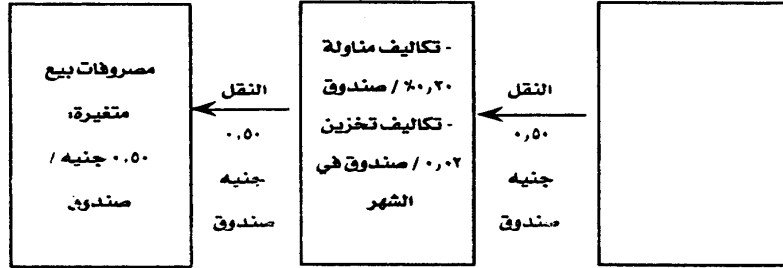 النقل
٠,٥٠
جنيه
صندوق
- تكاليف مناولة
٠,٢٠٪ / صندوق
- تكاليف تخزين
٠,٠٢ / صندوق في
الشهر
النقل
٠,٥٠
جنيه
صندوق
مصروفات بيع
متغيرة:
٠,٥٠ جنيه /
صندوق